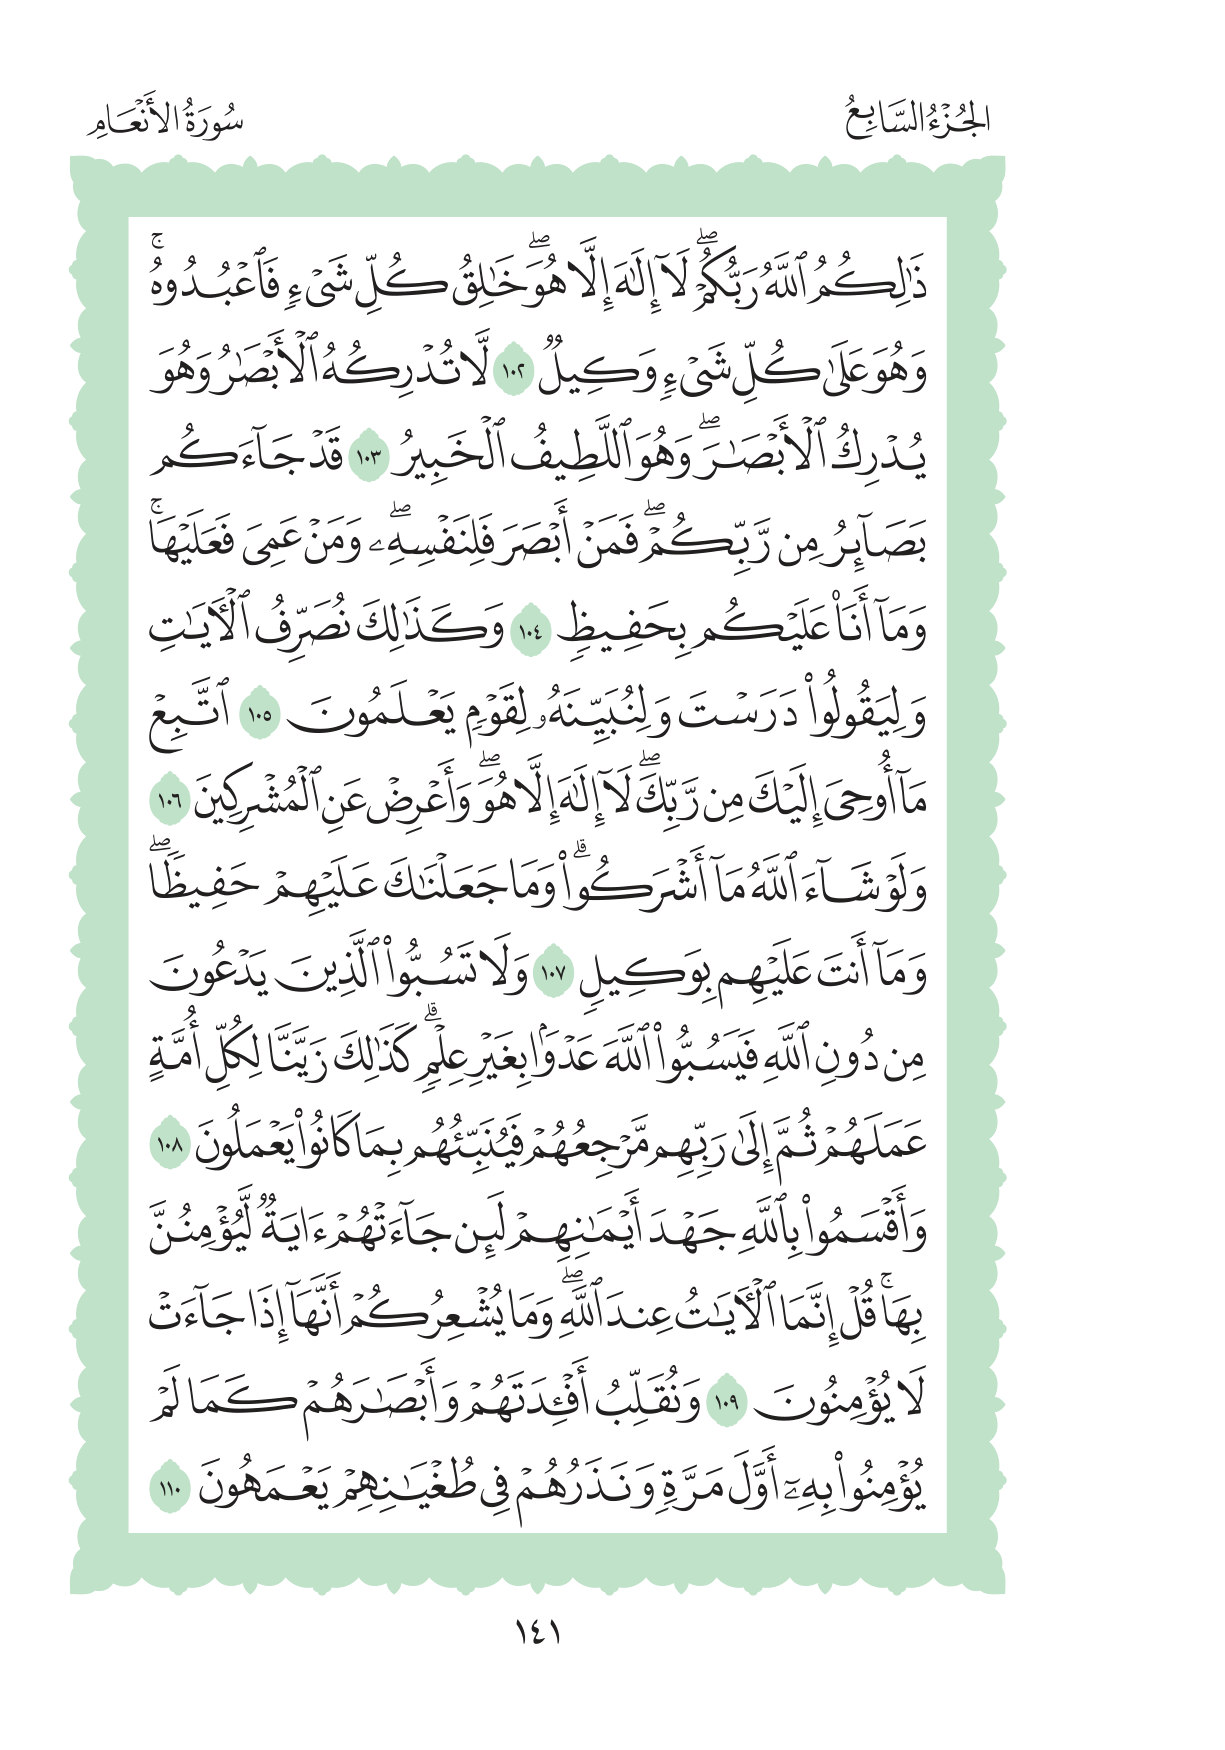 الجُزْءُ السَّابِعُ
سُورَةُ الأَنْعَامِ
ذَٰلِكُمُ ٱللَّهُ رَبُّكُمْۖ لَآ إِلَٰهَ إِلَّا هُوَۖ خَٰلِقُ كُلِّ شَىْءٍ فَٱعْبُدُوهُۚ
وَهُوَ عَلَىٰ كُلِّ شَىْءٍ وَكِيلٌ ١٠٢ لَّا تُدْرِكُهُ ٱلْأَبْصَٰرُ وَهُوَ
يُدْرِكُ ٱلْأَبْصَٰرَۖ وَهُوَ ٱللَّطِيفُ ٱلْخَبِيرُ ١٠٣ قَدْ جَآءَكُم
بَصَآئِرُ مِن رَّبِّكُمْۖ فَمَنْ أَبْصَرَ فَلِنَفْسِهِۦۖ وَمَنْ عَمِىَ فَعَلَيْهَاۚ
وَمَآ أَنَا۠ عَلَيْكُم بِحَفِيظٍ ١٠٤ وَكَذَٰلِكَ نُصَرِّفُ ٱلْأَيَٰتِ
وَلِيَقُولُوا۟ دَرَسْتَ وَلِنُبَيِّنَهُۥ لِقَوْمٍ يَعْلَمُونَ ١٠٥ ٱتَّبِعْ
مَآ أُوحِىَ إِلَيْكَ مِن رَّبِّكَۖ لَآ إِلَٰهَ إِلَّا هُوَۖ وَأَعْرِضْ عَنِ ٱلْمُشْرِكِينَ ١٠٦
وَلَوْ شَآءَ ٱللَّهُ مَآ أَشْرَكُوا۟ۗ وَمَا جَعَلْنَٰكَ عَلَيْهِمْ حَفِيظًاۖ
وَمَآ أَنتَ عَلَيْهِم بِوَكِيلٍ ١٠٧ وَلَا تَسُبُّوا۟ ٱلَّذِينَ يَدْعُونَ
مِن دُونِ ٱللَّهِ فَيَسُبُّوا۟ ٱللَّهَ عَدْوًۢا بِغَيْرِ عِلْمٍۗ كَذَٰلِكَ زَيَّنَّا لِكُلِّ أُمَّةٍ
عَمَلَهُمْ ثُمَّ إِلَىٰ رَبِّهِم مَّرْجِعُهُمْ فَيُنَبِّئُهُم بِمَا كَانُوا۟ يَعْمَلُونَ ١٠٨
وَأَقْسَمُوا۟ بِٱللَّهِ جَهْدَ أَيْمَٰنِهِمْ لَئِن جَآءَتْهُمْ ءَايَةٌ لَّيُؤْمِنُنَّ
بِهَاۚ قُلْ إِنَّمَا ٱلْأَيَٰتُ عِندَ ٱللَّهِۖ وَمَا يُشْعِرُكُمْ أَنَّهَآ إِذَا جَآءَتْ
لَا يُؤْمِنُونَ ١٠٩ وَنُقَلِّبُ أَفْـِٔدَتَهُمْ وَأَبْصَٰرَهُمْ كَمَا لَمْ
يُؤْمِنُوا۟ بِهِۦٓ أَوَّلَ مَرَّةٍ وَنَذَرُهُمْ فِى طُغْيَٰنِهِمْ يَعْمَهُونَ ١١٠
١٤١